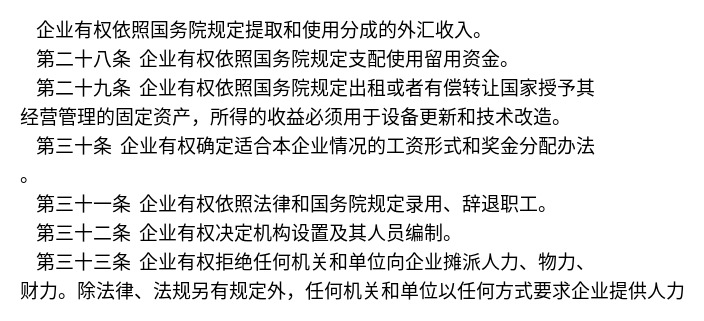 企业有权依照国务院规定提取和使用分成的外汇收入。
第二十八条 企业有权依照国务院规定支配使用留用资金。
第二十九条 企业有权依照国务院规定出租或者有偿转让国家授予其
经营管理的固定资产，所得的收益必须用于设备更新和技术改造。
第三十条 企业有权确定适合本企业情况的工资形式和奖金分配办法
。
第三十一条 企业有权依照法律和国务院规定录用、辞退职工。
第三十二条 企业有权决定机构设置及其人员编制。
第三十三条 企业有权拒绝任何机关和单位向企业摊派人力、物力、
财力。除法律、法规另有规定外，任何机关和单位以任何方式要求企业提供人力